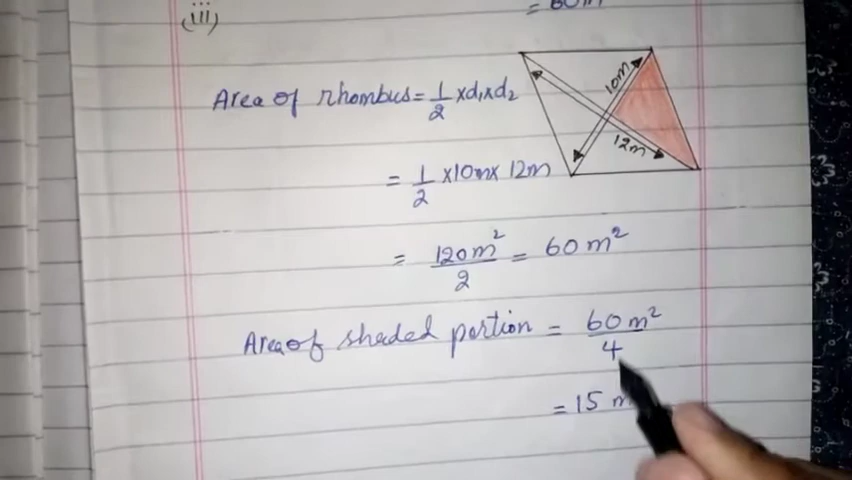 (iii)
Area of rhombus = 1/2 × d₁ × d₂
10m
12m
= 1/2 × 10m × 12m
= 120m²/2 = 60 m²
Area of shaded portion = 60 m²/4
= 15 m